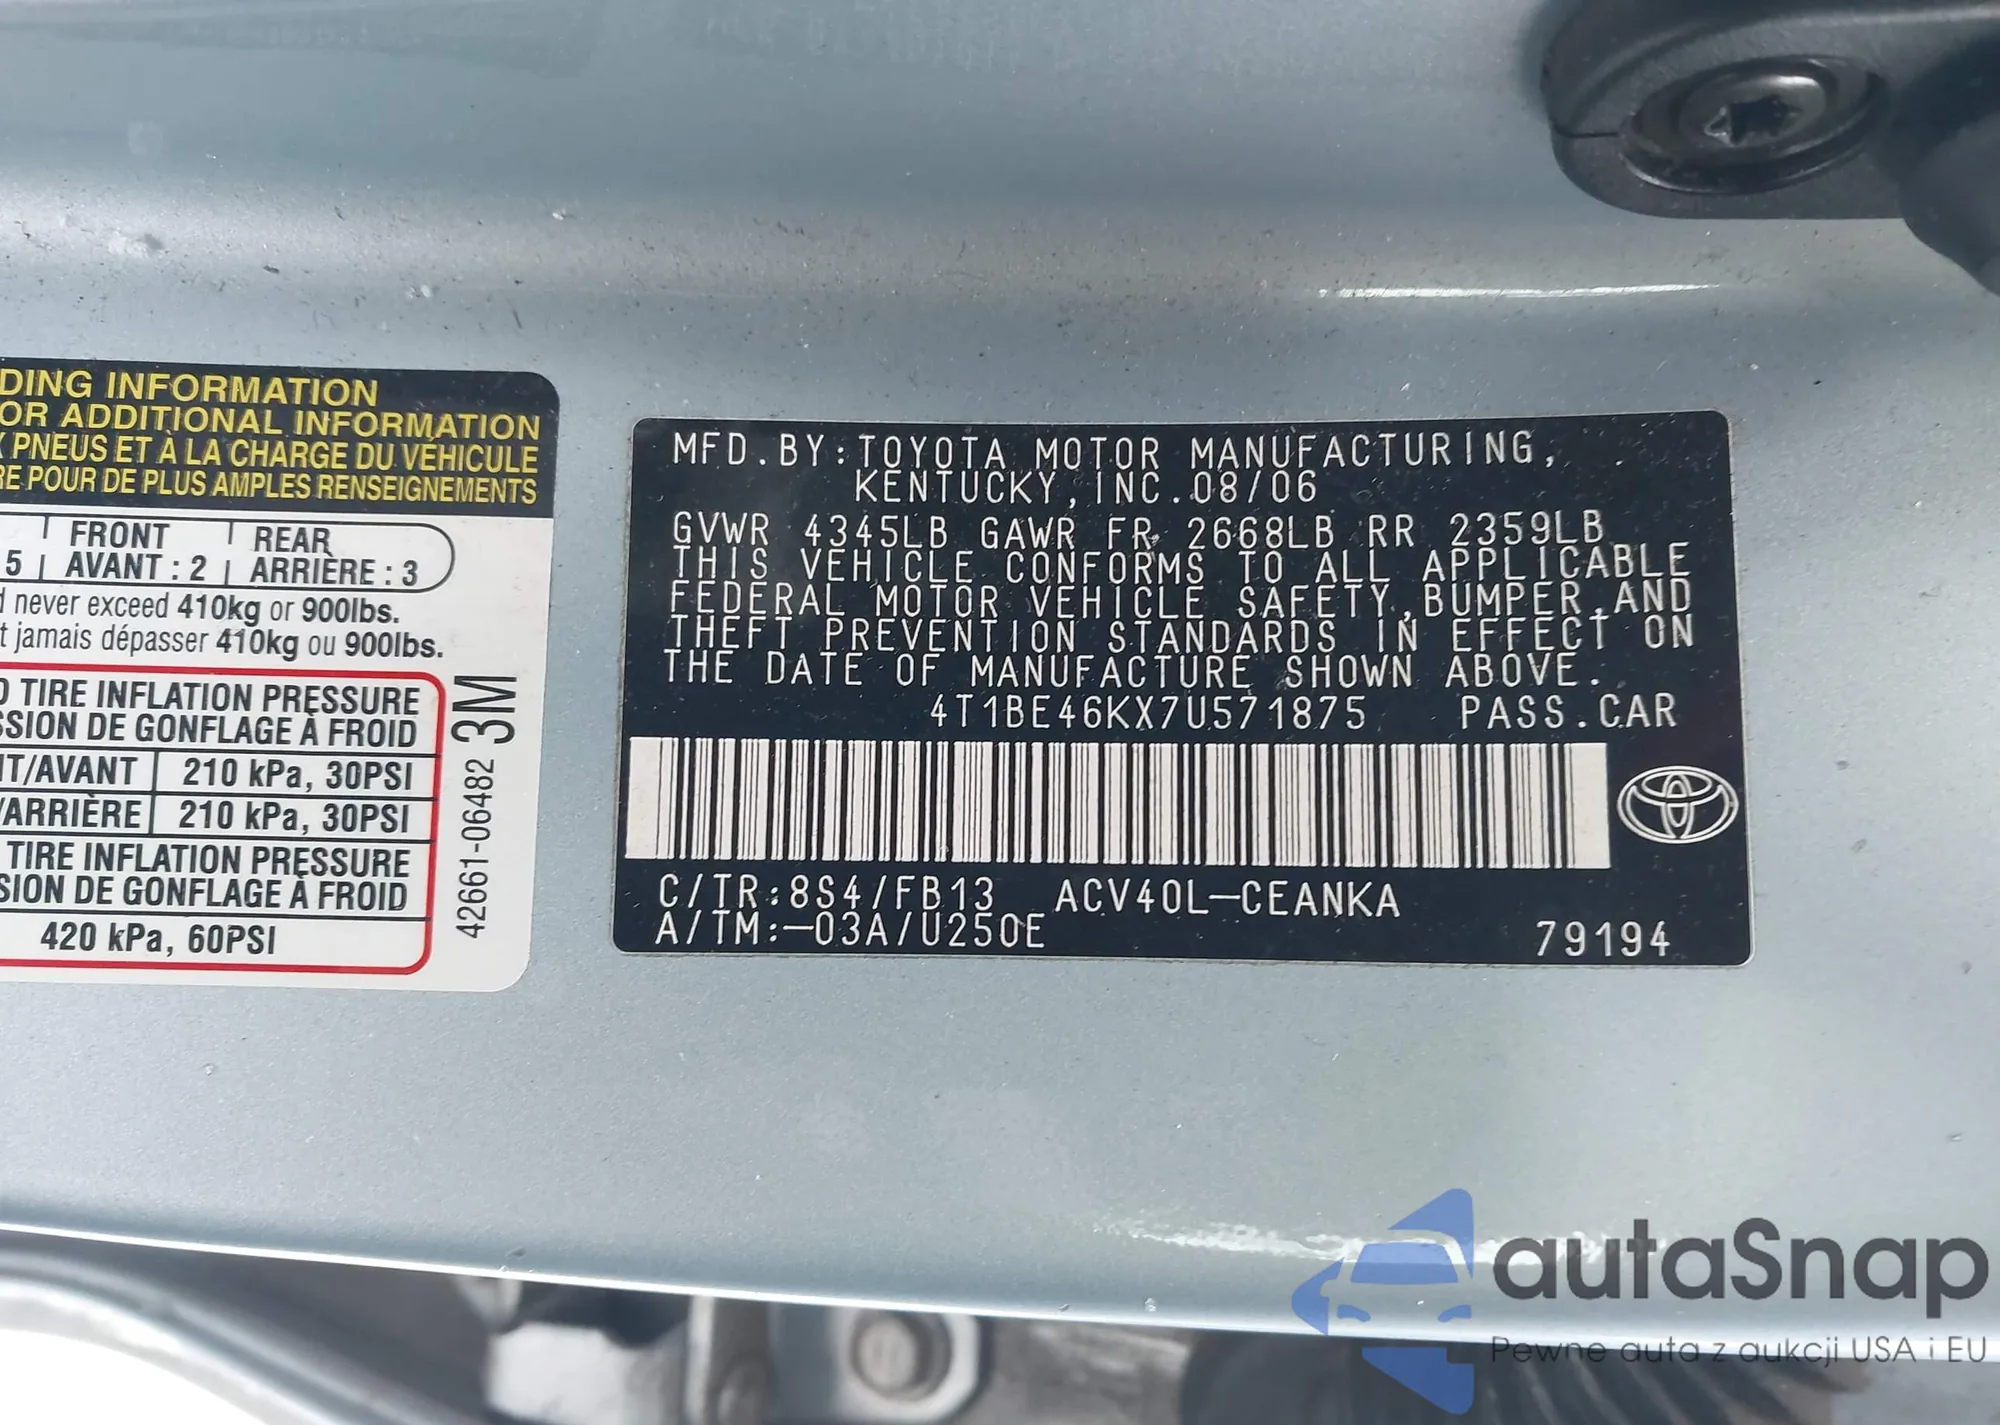 DING INFORMATION
OR ADDITIONAL INFORMATION
X PNEUS ET À LA CHARGE DU VÉHICULE
RE POUR DE PLUS AMPLES RENSEIGNEMENTS
5 | FRONT AVANT : 2 | REAR ARRIÈRE : 3
d never exceed 410kg or 900lbs.
t jamais dépasser 410kg ou 900lbs.
D TIRE INFLATION PRESSURE
SSION DE GONFLAGE À FROID
NT/AVANT 210 kPa, 30PSI
/ARRIÈRE 210 kPa, 30PSI
TIRE INFLATION PRESSURE
SION DE GONFLAGE À FROID
420 kPa, 60PSI
42661-06482 3M
MFD.BY:TOYOTA MOTOR MANUFACTURING,
KENTUCKY,INC.08/06
GVWR 4345LB GAWR FR 2668LB RR 2359LB
THIS VEHICLE CONFORMS TO ALL APPLICABLE
FEDERAL MOTOR VEHICLE SAFETY,BUMPER,AND
THEFT PREVENTION STANDARDS IN EFFECT ON
THE DATE OF MANUFACTURE SHOWN ABOVE.
4T1BE46KX7U571875 PASS.CAR
C/TR:8S4/FB13 ACV40L-CEANKA
A/TM:-03A/U250E
79194
autaSnap
Pewne auta z aukcji USA i EU